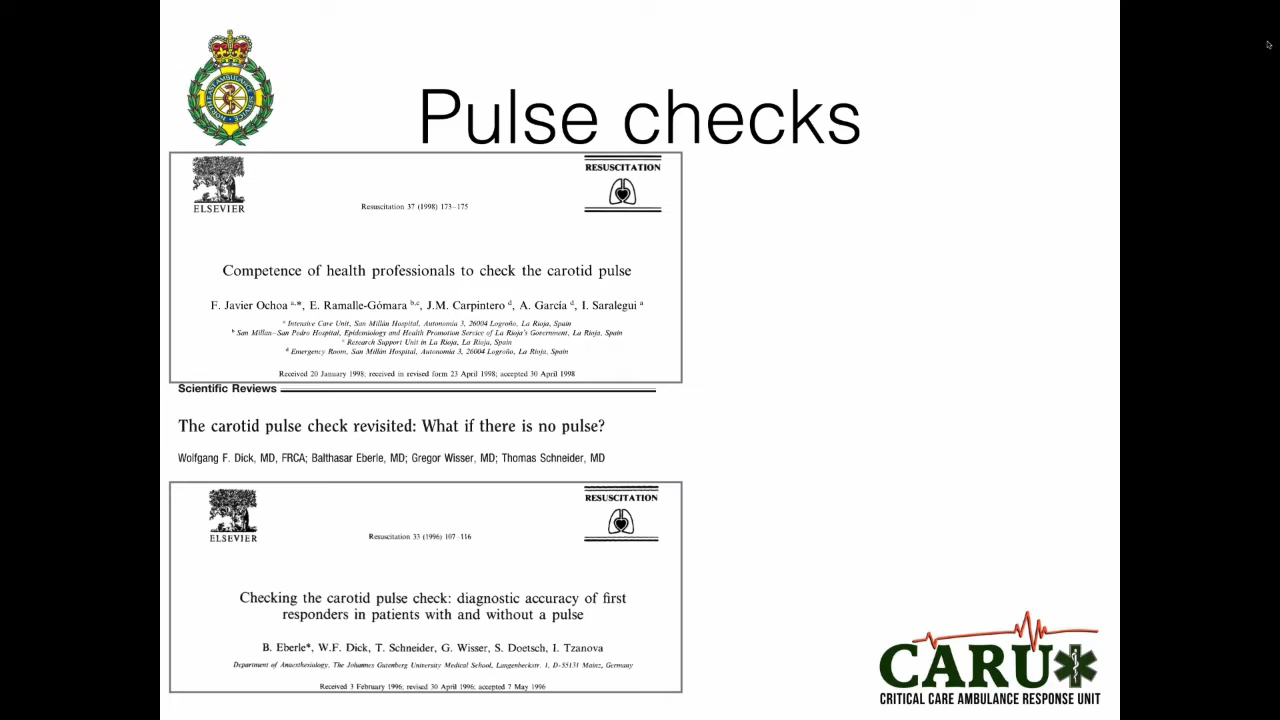 NORTH EAST AMBULANCE SERVICE
Pulse checks
ELSEVIER
Resuscitation 37 (1998) 173–175
RESUSCITATION
Competence of health professionals to check the carotid pulse
F. Javier Ochoa a,*, E. Ramalle-Gómara b,c, J.M. Carpintero d, A. García d, I. Saralegui a
a Intensive Care Unit, San Millán Hospital, Autonomía 3, 26004 Logroño, La Rioja, Spain
b San Millan–San Pedro Hospital, Epidemiology and Health Promotion Service of La Rioja's Government, La Rioja, Spain
c Research Support Unit in La Rioja, La Rioja, Spain
d Emergency Room, San Millán Hospital, Autonomía 3, 26004 Logroño, La Rioja, Spain
Received 20 January 1998; received in revised form 23 April 1998; accepted 30 April 1998
Scientific Reviews
The carotid pulse check revisited: What if there is no pulse?
Wolfgang F. Dick, MD, FRCA; Balthasar Eberle, MD; Gregor Wisser, MD; Thomas Schneider, MD
ELSEVIER
Resuscitation 33 (1996) 107–116
RESUSCITATION
Checking the carotid pulse check: diagnostic accuracy of first
responders in patients with and without a pulse
B. Eberle*, W.F. Dick, T. Schneider, G. Wisser, S. Doetsch, I. Tzanova
Department of Anaesthesiology, The Johannes Gutenberg University Medical School, Langenbeckstr. 1, D-55131 Mainz, Germany
Received 3 February 1996; revised 30 April 1996; accepted 7 May 1996
CARU
CRITICAL CARE AMBULANCE RESPONSE UNIT